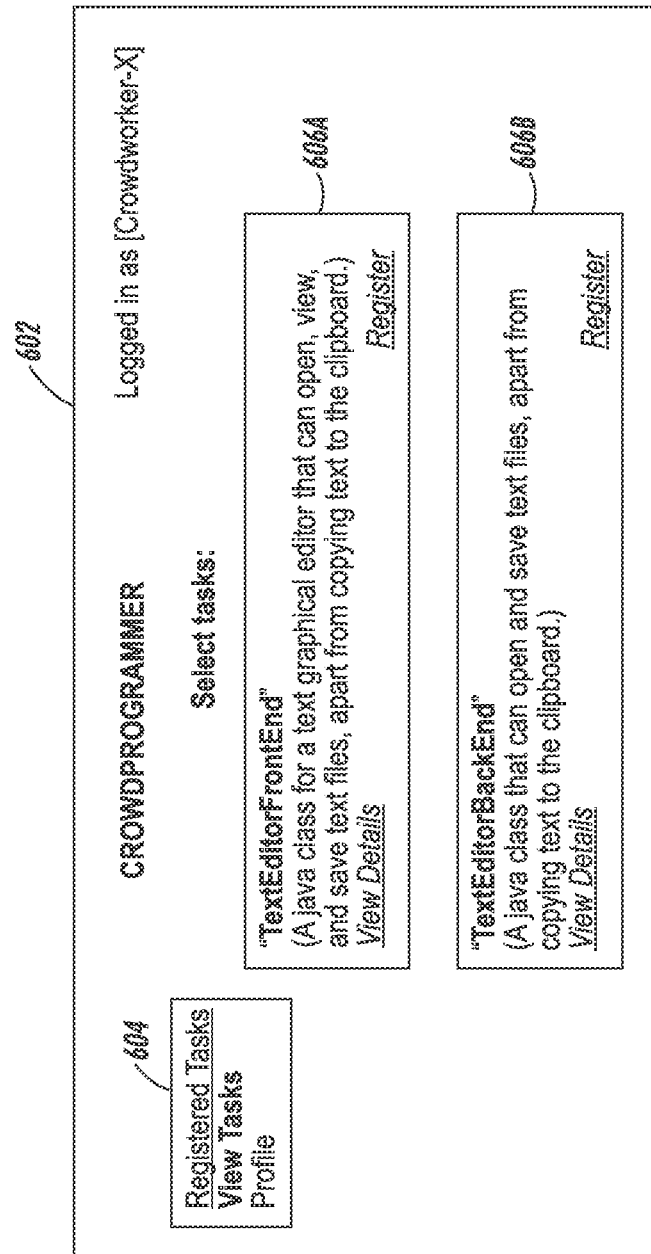 602
CROWDPROGRAMMER Logged in as [Crowdworker-X]
604
Registered Tasks
View Tasks
Profile
Select tasks:
606A
"TextEditorFrontEnd"
(A java class for a text graphical editor that can open, view,
and save text files, apart from copying text to the clipboard.)
View Details Register
606B
"TextEditorBackEnd"
(A java class that can open and save text files, apart from
copying text to the clipboard.)
View Details Register